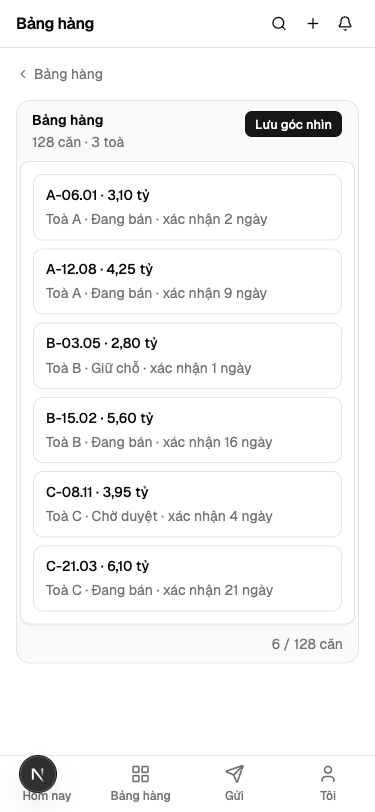 Bảng hàng
Bảng hàng
Bảng hàng
Lưu góc nhìn
128 căn · 3 toà
A-06.01 · 3,10 tỷ
Toà A · Đang bán · xác nhận 2 ngày
A-12.08 · 4,25 tỷ
Toà A · Đang bán · xác nhận 9 ngày
B-03.05 · 2,80 tỷ
Toà B · Giữ chỗ · xác nhận 1 ngày
B-15.02 · 5,60 tỷ
Toà B · Đang bán · xác nhận 16 ngày
C-08.11 · 3,95 tỷ
Toà C · Chờ duyệt · xác nhận 4 ngày
C-21.03 · 6,10 tỷ
Toà C · Đang bán · xác nhận 21 ngày
6 / 128 căn
N
Hôm nay
Bảng hàng
Gửi
Tôi